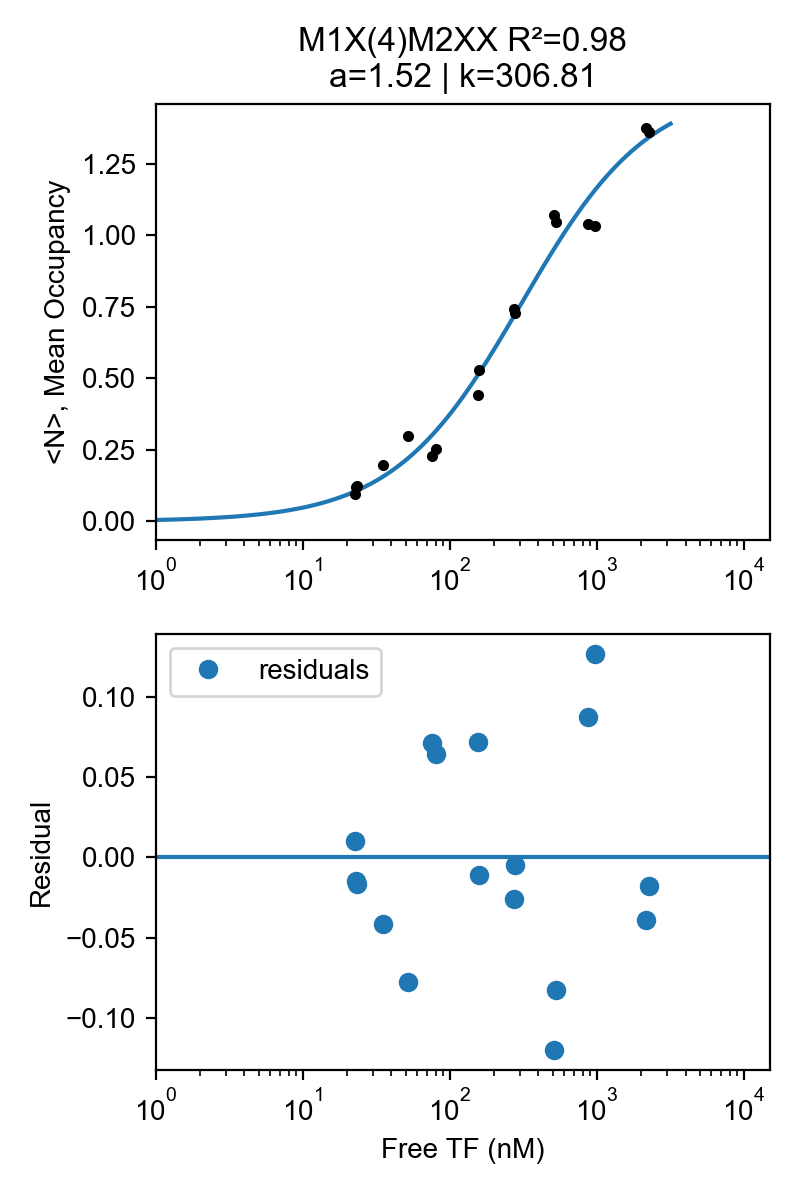 M1X(4)M2XX R²=0.98
a=1.52 | k=306.81
<N>, Mean Occupancy
1.25
1.00
0.75
0.50
0.25
0.00
10⁰ 10¹ 10² 10³ 10⁴
residuals
Residual
0.10
0.05
0.00
−0.05
−0.10
10⁰ 10¹ 10² 10³ 10⁴
Free TF (nM)